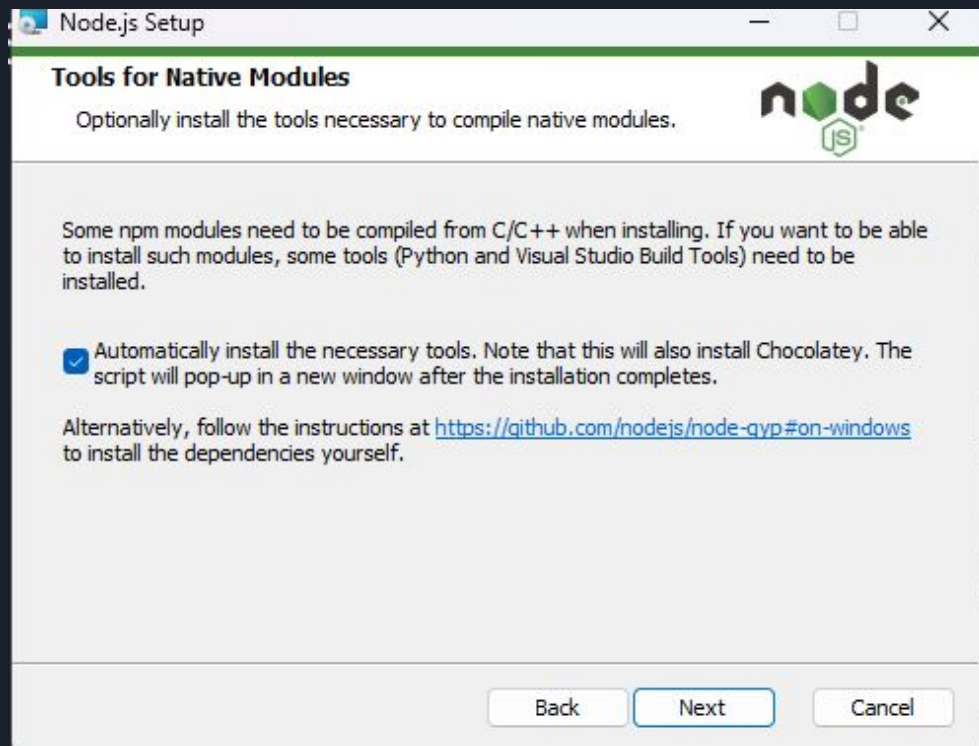 Node.js Setup
Tools for Native Modules
Optionally install the tools necessary to compile native modules.
node
JS
Some npm modules need to be compiled from C/C++ when installing. If you want to be able
to install such modules, some tools (Python and Visual Studio Build Tools) need to be
installed.
Automatically install the necessary tools. Note that this will also install Chocolatey. The
script will pop-up in a new window after the installation completes.
Alternatively, follow the instructions at https://github.com/nodejs/node-gyp#on-windows
to install the dependencies yourself.
Back Next Cancel